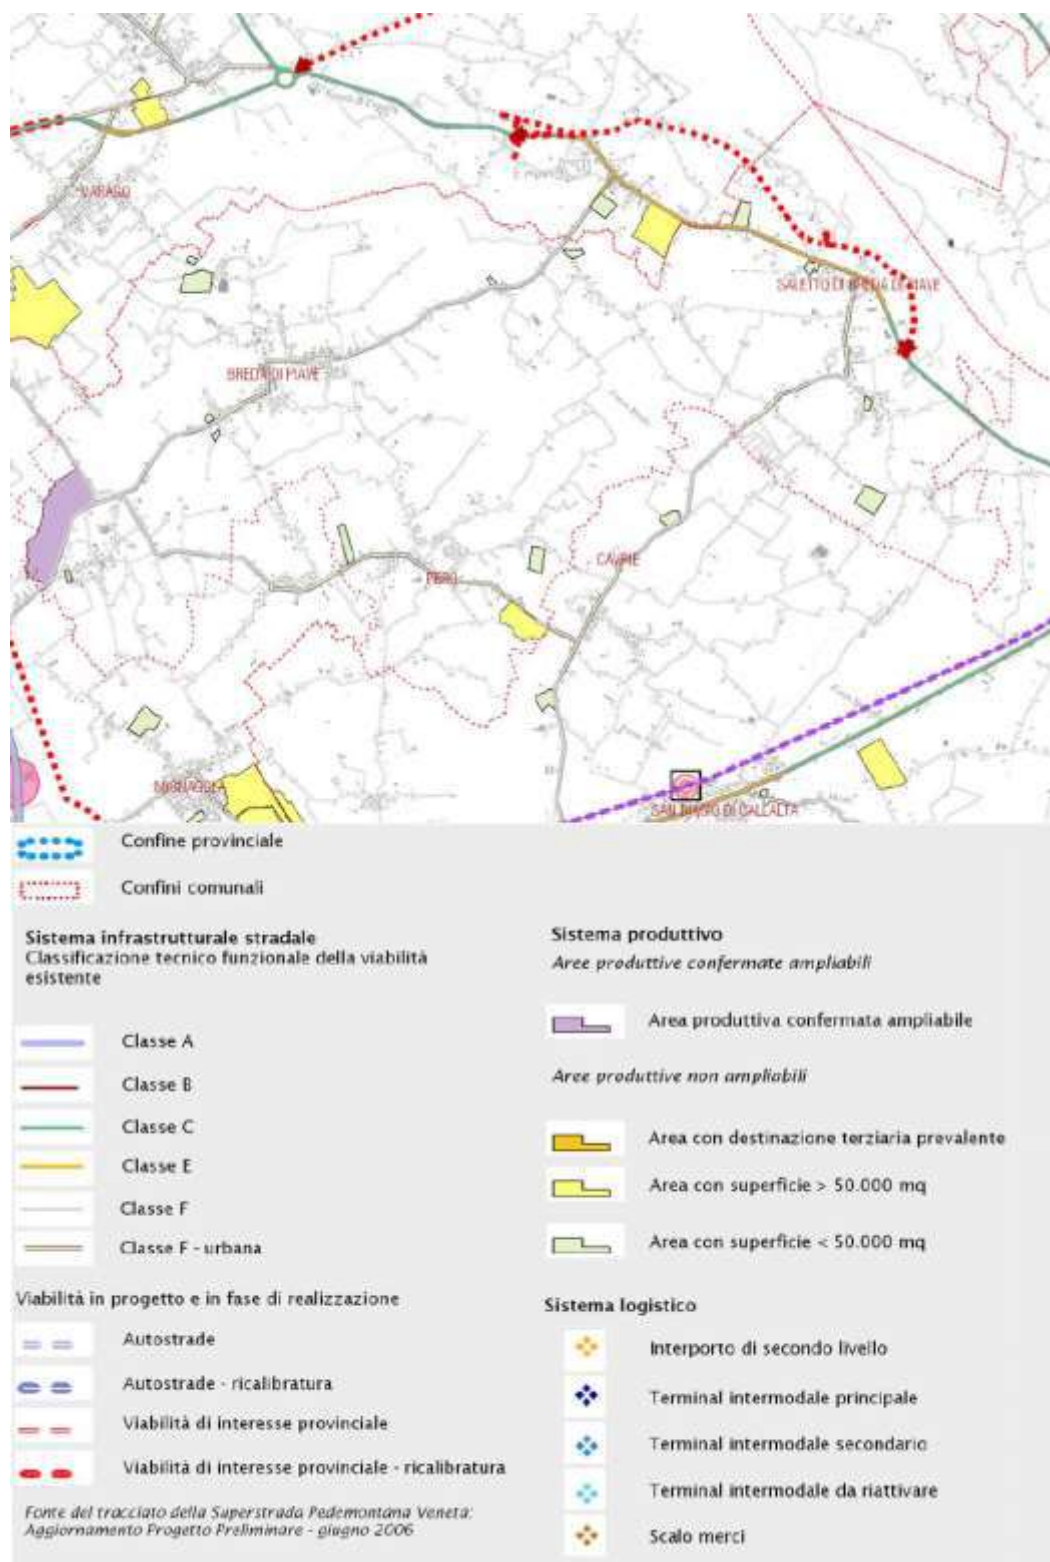 VARAGO
SALETTO DI BREDA DI PIAVE
BREDA DI PIAVE
CAVRIE
PERO
MIGNAGOLA
SAN BIAGIO DI CALLALTA
Confine provinciale
Confini comunali
Sistema infrastrutturale stradale
Classificazione tecnico funzionale della viabilità
esistente
Classe A
Classe B
Classe C
Classe E
Classe F
Classe F - urbana
Viabilità in progetto e in fase di realizzazione
Autostrade
Autostrade - ricalibratura
Viabilità di interesse provinciale
Viabilità di interesse provinciale - ricalibratura
Fonte del tracciato della Superstrada Pedemontana Veneta:
Aggiornamento Progetto Preliminare - giugno 2006
Sistema produttivo
Aree produttive confermate ampliabili
Area produttiva confermata ampliabile
Aree produttive non ampliabili
Area con destinazione terziaria prevalente
Area con superficie > 50.000 mq
Area con superficie < 50.000 mq
Sistema logistico
Interporto di secondo livello
Terminal intermodale principale
Terminal intermodale secondario
Terminal intermodale da riattivare
Scalo merci